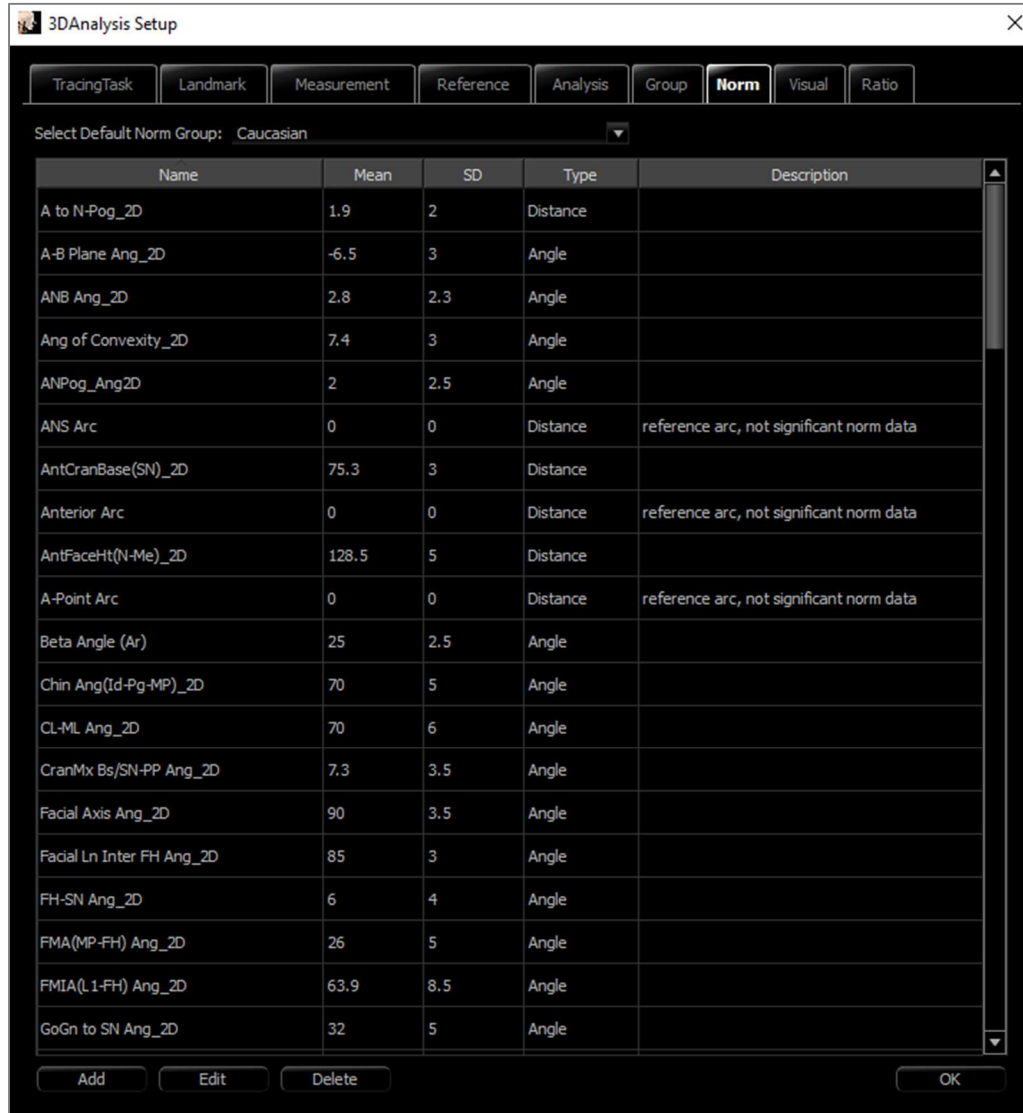 3DAnalysis Setup
TracingTask Landmark Measurement Reference Analysis Group Norm Visual Ratio
Select Default Norm Group: Caucasian
Name Mean SD Type Description
A to N-Pog_2D 1.9 2 Distance
A-B Plane Ang_2D -6.5 3 Angle
ANB Ang_2D 2.8 2.3 Angle
Ang of Convexity_2D 7.4 3 Angle
ANPog_Ang2D 2 2.5 Angle
ANS Arc 0 0 Distance reference arc, not significant norm data
AntCranBase(SN)_2D 75.3 3 Distance
Anterior Arc 0 0 Distance reference arc, not significant norm data
AntFaceHt(N-Me)_2D 128.5 5 Distance
A-Point Arc 0 0 Distance reference arc, not significant norm data
Beta Angle (Ar) 25 2.5 Angle
Chin Ang(Id-Pg-MP)_2D 70 5 Angle
CL-ML Ang_2D 70 6 Angle
CranMx Bs/SN-PP Ang_2D 7.3 3.5 Angle
Facial Axis Ang_2D 90 3.5 Angle
Facial Ln Inter FH Ang_2D 85 3 Angle
FH-SN Ang_2D 6 4 Angle
FMA(MP-FH) Ang_2D 26 5 Angle
FMIA(L1-FH) Ang_2D 63.9 8.5 Angle
GoGn to SN Ang_2D 32 5 Angle
Add Edit Delete OK